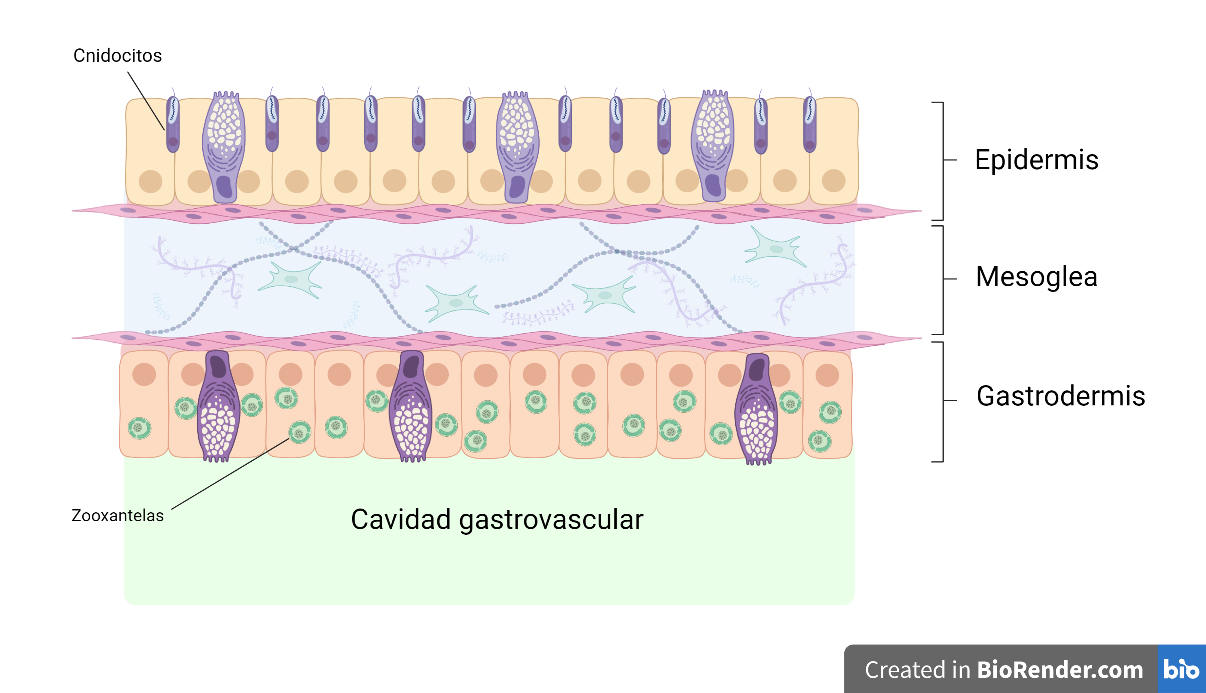 Cnidocitos
Epidermis
Mesoglea
Gastrodermis
Zooxantelas
Cavidad gastrovascular
Created in BioRender.com bio